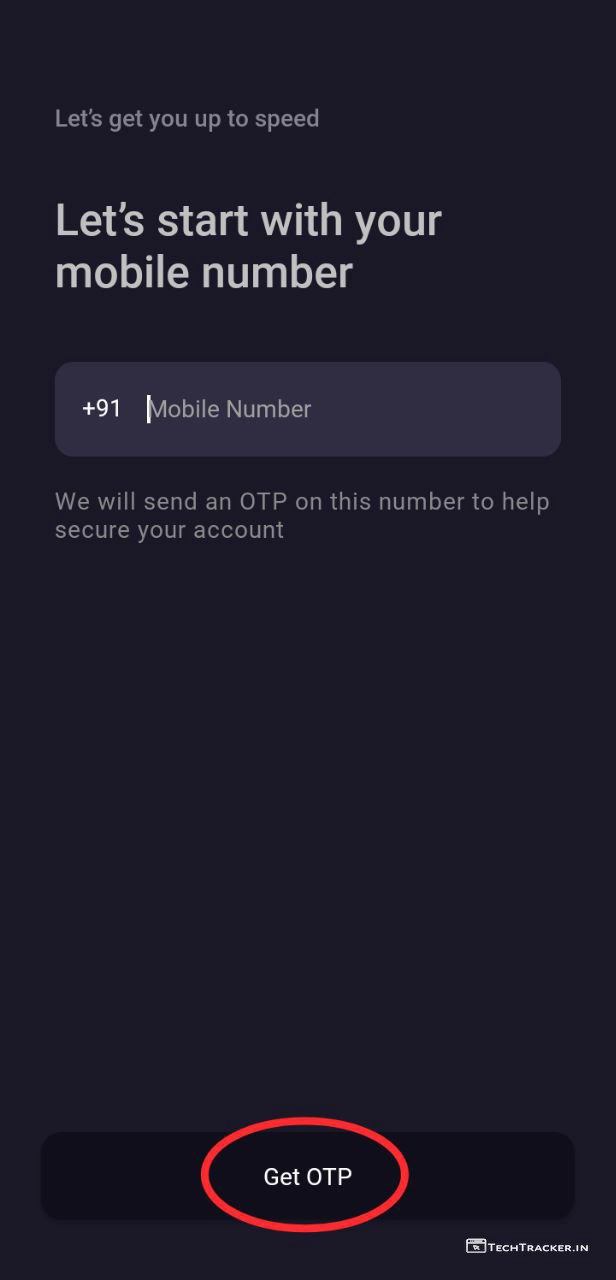 Let’s get you up to speed
Let’s start with your
mobile number
+91 Mobile Number
We will send an OTP on this number to help
secure your account
Get OTP
TECHTRACKER.IN